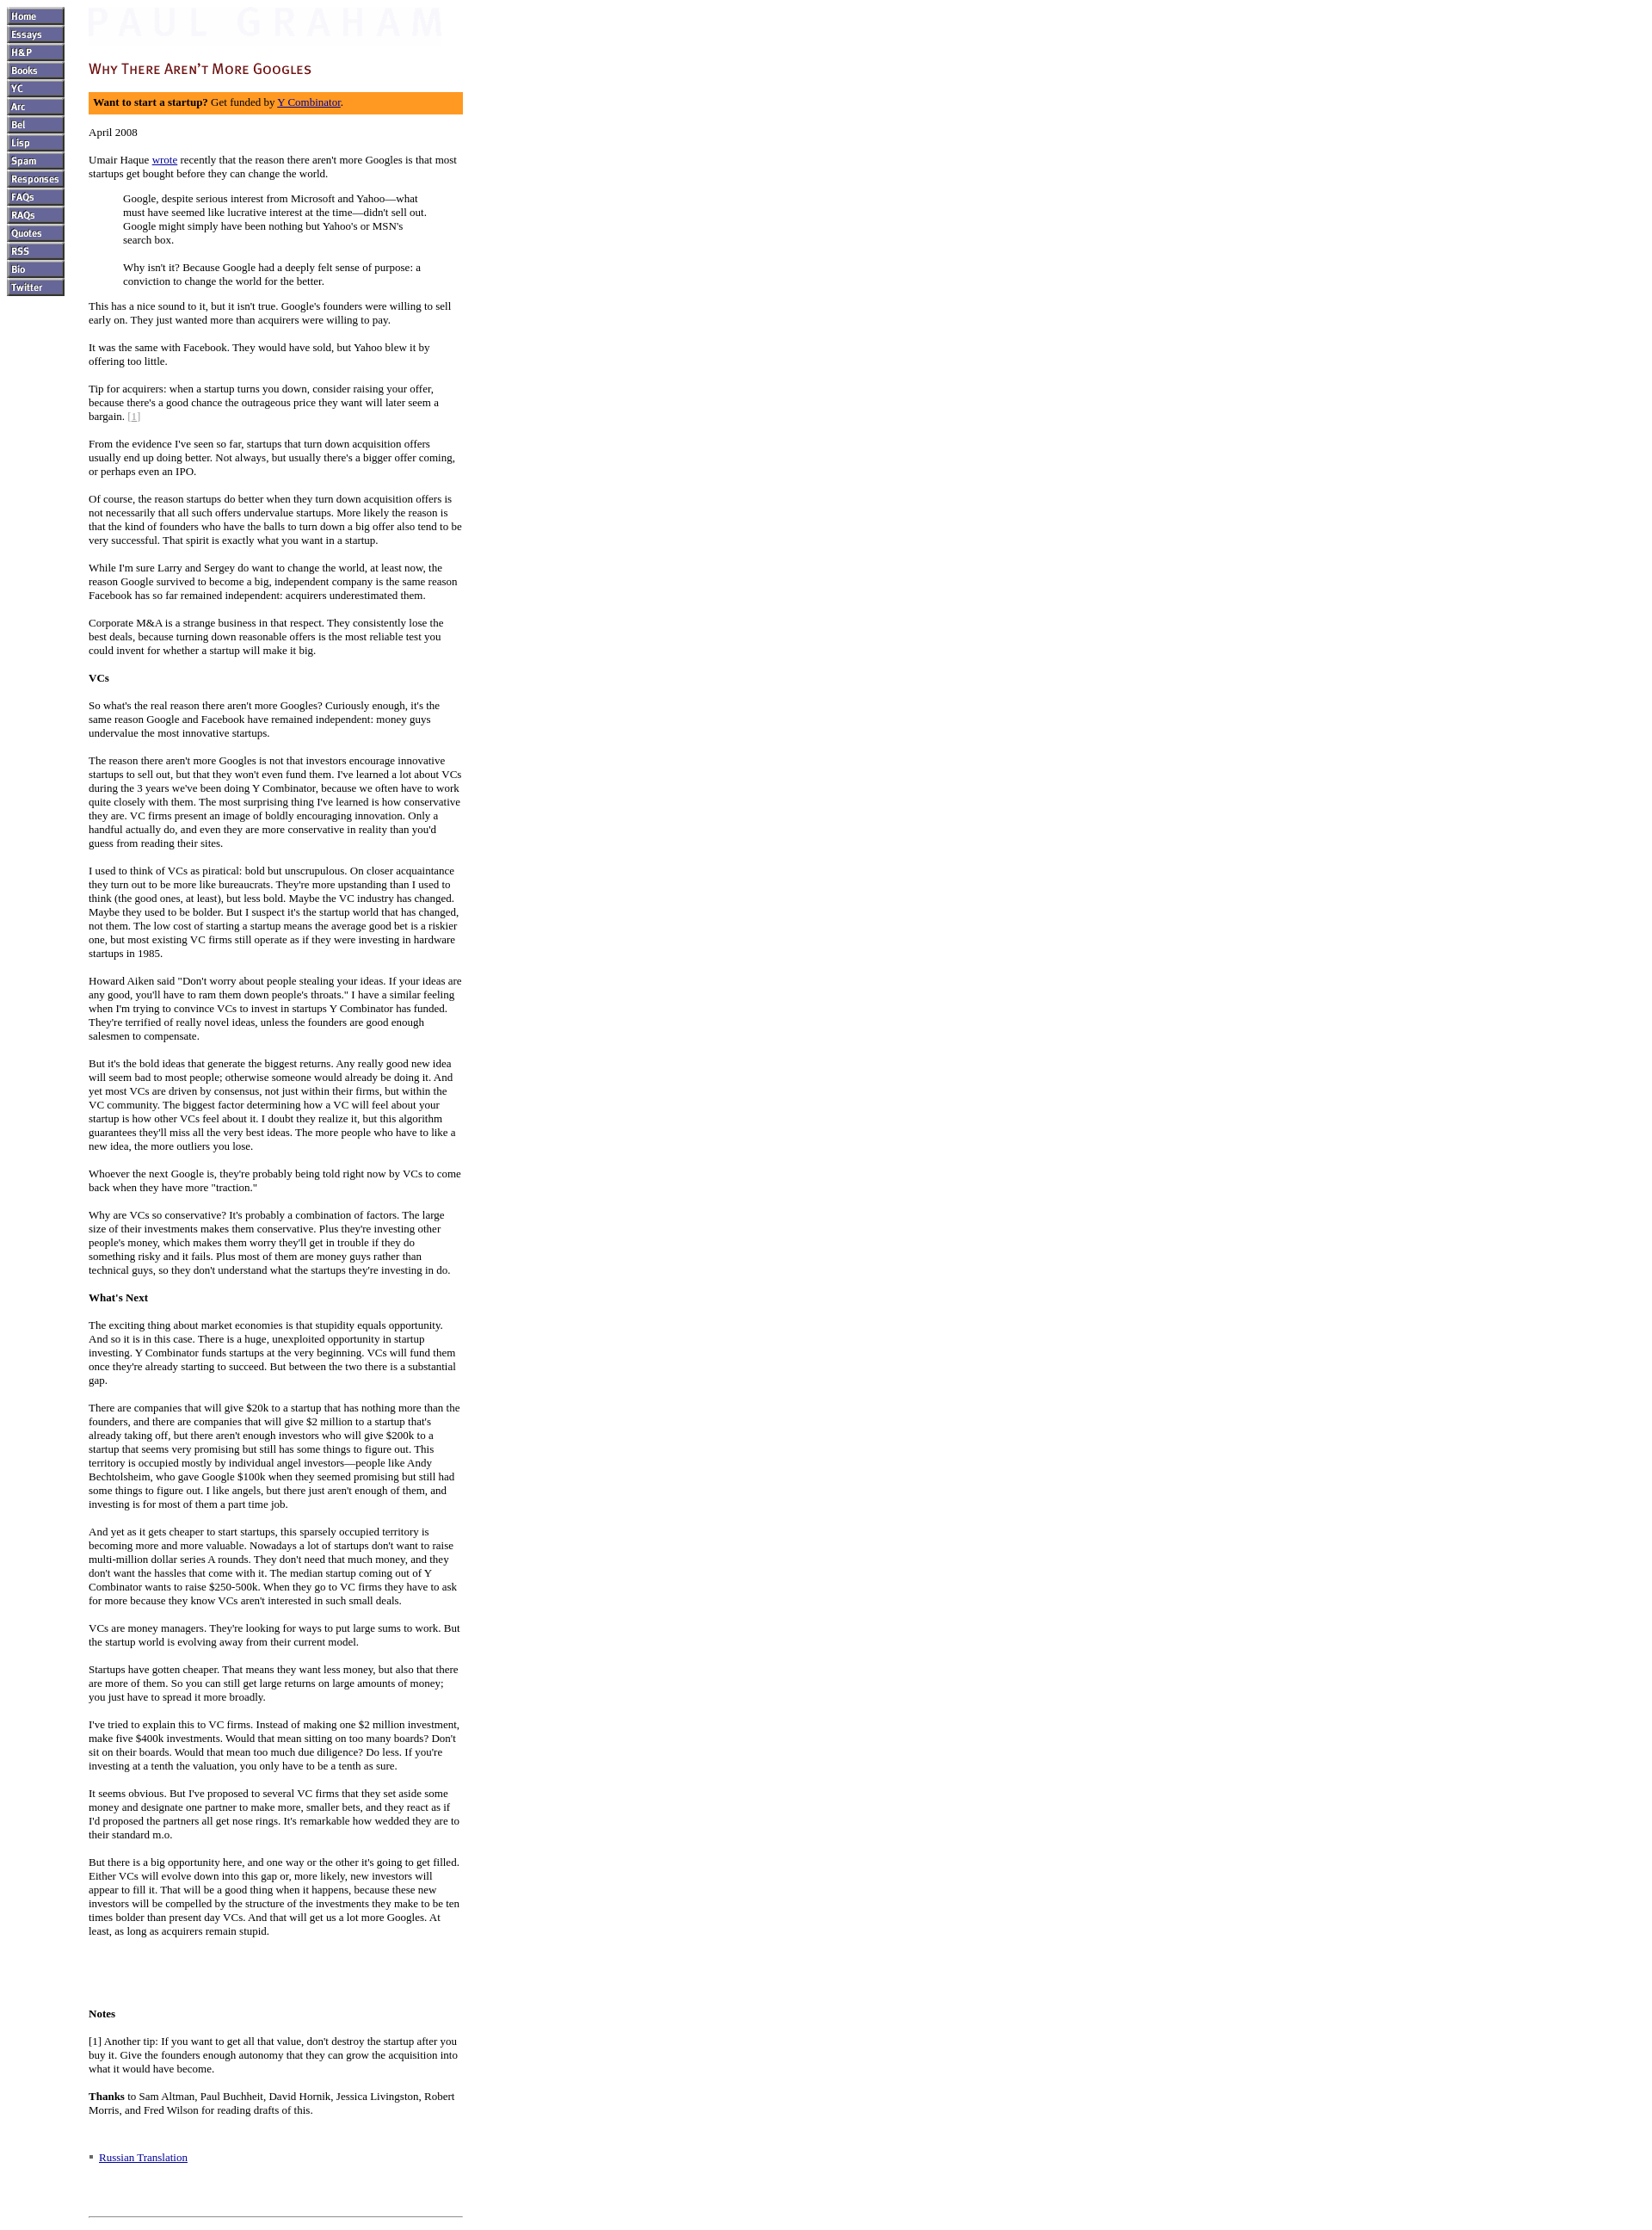 Home
Essays
H&P
Books
YC
Arc
Bel
Lisp
Spam
Responses
FAQs
RAQs
Quotes
RSS
Bio
Twitter
PAUL GRAHAM
Why There Aren't More Googles
Want to start a startup? Get funded by Y Combinator.
April 2008
Umair Haque wrote recently that the reason there aren't more Googles is that most
startups get bought before they can change the world.
Google, despite serious interest from Microsoft and Yahoo—what
must have seemed like lucrative interest at the time—didn't sell out.
Google might simply have been nothing but Yahoo's or MSN's
search box.
Why isn't it? Because Google had a deeply felt sense of purpose: a
conviction to change the world for the better.
This has a nice sound to it, but it isn't true. Google's founders were willing to sell
early on. They just wanted more than acquirers were willing to pay.
It was the same with Facebook. They would have sold, but Yahoo blew it by
offering too little.
Tip for acquirers: when a startup turns you down, consider raising your offer,
because there's a good chance the outrageous price they want will later seem a
bargain. [1]
From the evidence I've seen so far, startups that turn down acquisition offers
usually end up doing better. Not always, but usually there's a bigger offer coming,
or perhaps even an IPO.
Of course, the reason startups do better when they turn down acquisition offers is
not necessarily that all such offers undervalue startups. More likely the reason is
that the kind of founders who have the balls to turn down a big offer also tend to be
very successful. That spirit is exactly what you want in a startup.
While I'm sure Larry and Sergey do want to change the world, at least now, the
reason Google survived to become a big, independent company is the same reason
Facebook has so far remained independent: acquirers underestimated them.
Corporate M&A is a strange business in that respect. They consistently lose the
best deals, because turning down reasonable offers is the most reliable test you
could invent for whether a startup will make it big.
VCs
So what's the real reason there aren't more Googles? Curiously enough, it's the
same reason Google and Facebook have remained independent: money guys
undervalue the most innovative startups.
The reason there aren't more Googles is not that investors encourage innovative
startups to sell out, but that they won't even fund them. I've learned a lot about VCs
during the 3 years we've been doing Y Combinator, because we often have to work
quite closely with them. The most surprising thing I've learned is how conservative
they are. VC firms present an image of boldly encouraging innovation. Only a
handful actually do, and even they are more conservative in reality than you'd
guess from reading their sites.
I used to think of VCs as piratical: bold but unscrupulous. On closer acquaintance
they turn out to be more like bureaucrats. They're more upstanding than I used to
think (the good ones, at least), but less bold. Maybe the VC industry has changed.
Maybe they used to be bolder. But I suspect it's the startup world that has changed,
not them. The low cost of starting a startup means the average good bet is a riskier
one, but most existing VC firms still operate as if they were investing in hardware
startups in 1985.
Howard Aiken said "Don't worry about people stealing your ideas. If your ideas are
any good, you'll have to ram them down people's throats." I have a similar feeling
when I'm trying to convince VCs to invest in startups Y Combinator has funded.
They're terrified of really novel ideas, unless the founders are good enough
salesmen to compensate.
But it's the bold ideas that generate the biggest returns. Any really good new idea
will seem bad to most people; otherwise someone would already be doing it. And
yet most VCs are driven by consensus, not just within their firms, but within the
VC community. The biggest factor determining how a VC will feel about your
startup is how other VCs feel about it. I doubt they realize it, but this algorithm
guarantees they'll miss all the very best ideas. The more people who have to like a
new idea, the more outliers you lose.
Whoever the next Google is, they're probably being told right now by VCs to come
back when they have more "traction."
Why are VCs so conservative? It's probably a combination of factors. The large
size of their investments makes them conservative. Plus they're investing other
people's money, which makes them worry they'll get in trouble if they do
something risky and it fails. Plus most of them are money guys rather than
technical guys, so they don't understand what the startups they're investing in do.
What's Next
The exciting thing about market economies is that stupidity equals opportunity.
And so it is in this case. There is a huge, unexploited opportunity in startup
investing. Y Combinator funds startups at the very beginning. VCs will fund them
once they're already starting to succeed. But between the two there is a substantial
gap.
There are companies that will give $20k to a startup that has nothing more than the
founders, and there are companies that will give $2 million to a startup that's
already taking off, but there aren't enough investors who will give $200k to a
startup that seems very promising but still has some things to figure out. This
territory is occupied mostly by individual angel investors—people like Andy
Bechtolsheim, who gave Google $100k when they seemed promising but still had
some things to figure out. I like angels, but there just aren't enough of them, and
investing is for most of them a part time job.
And yet as it gets cheaper to start startups, this sparsely occupied territory is
becoming more and more valuable. Nowadays a lot of startups don't want to raise
multi-million dollar series A rounds. They don't need that much money, and they
don't want the hassles that come with it. The median startup coming out of Y
Combinator wants to raise $250-500k. When they go to VC firms they have to ask
for more because they know VCs aren't interested in such small deals.
VCs are money managers. They're looking for ways to put large sums to work. But
the startup world is evolving away from their current model.
Startups have gotten cheaper. That means they want less money, but also that there
are more of them. So you can still get large returns on large amounts of money;
you just have to spread it more broadly.
I've tried to explain this to VC firms. Instead of making one $2 million investment,
make five $400k investments. Would that mean sitting on too many boards? Don't
sit on their boards. Would that mean too much due diligence? Do less. If you're
investing at a tenth the valuation, you only have to be a tenth as sure.
It seems obvious. But I've proposed to several VC firms that they set aside some
money and designate one partner to make more, smaller bets, and they react as if
I'd proposed the partners all get nose rings. It's remarkable how wedded they are to
their standard m.o.
But there is a big opportunity here, and one way or the other it's going to get filled.
Either VCs will evolve down into this gap or, more likely, new investors will
appear to fill it. That will be a good thing when it happens, because these new
investors will be compelled by the structure of the investments they make to be ten
times bolder than present day VCs. And that will get us a lot more Googles. At
least, as long as acquirers remain stupid.
Notes
[1] Another tip: If you want to get all that value, don't destroy the startup after you
buy it. Give the founders enough autonomy that they can grow the acquisition into
what it would have become.
Thanks to Sam Altman, Paul Buchheit, David Hornik, Jessica Livingston, Robert
Morris, and Fred Wilson for reading drafts of this.
Russian Translation